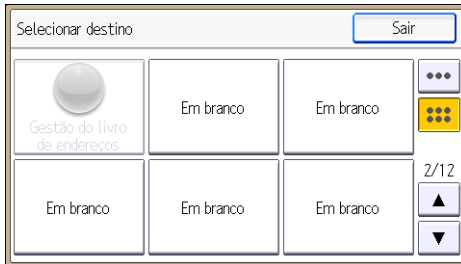 Selecionar destino
Sair
Gestão do livro
de endereços
Em branco
Em branco
2/12
Em branco
Em branco
Em branco